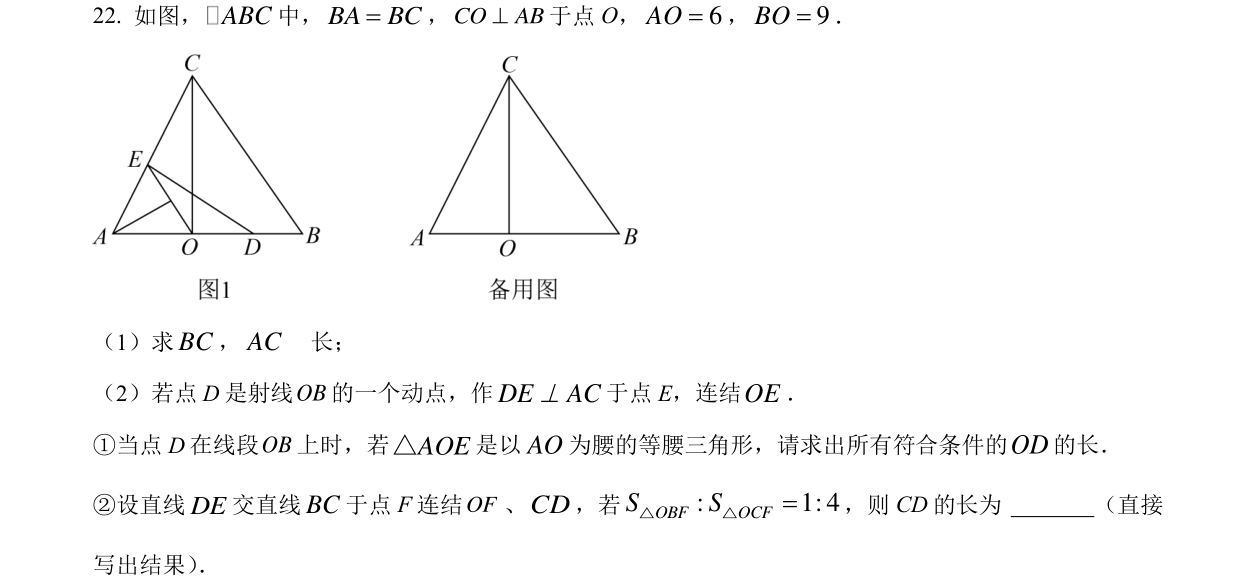 22. 如图，□ABC 中，BA = BC，CO ⊥ AB 于点 O，AO = 6，BO = 9．
C
E
A
O
D
B
图1
C
A
O
B
备用图
（1）求 BC，AC 长；
（2）若点 D 是射线 OB 的一个动点，作 DE ⊥ AC 于点 E，连结 OE．
①当点 D 在线段 OB 上时，若 △AOE 是以 AO 为腰的等腰三角形，请求出所有符合条件的 OD 的长．
②设直线 DE 交直线 BC 于点 F 连结 OF 、CD，若 S△OBF : S△OCF = 1:4，则 CD 的长为 ________（直接
写出结果）．